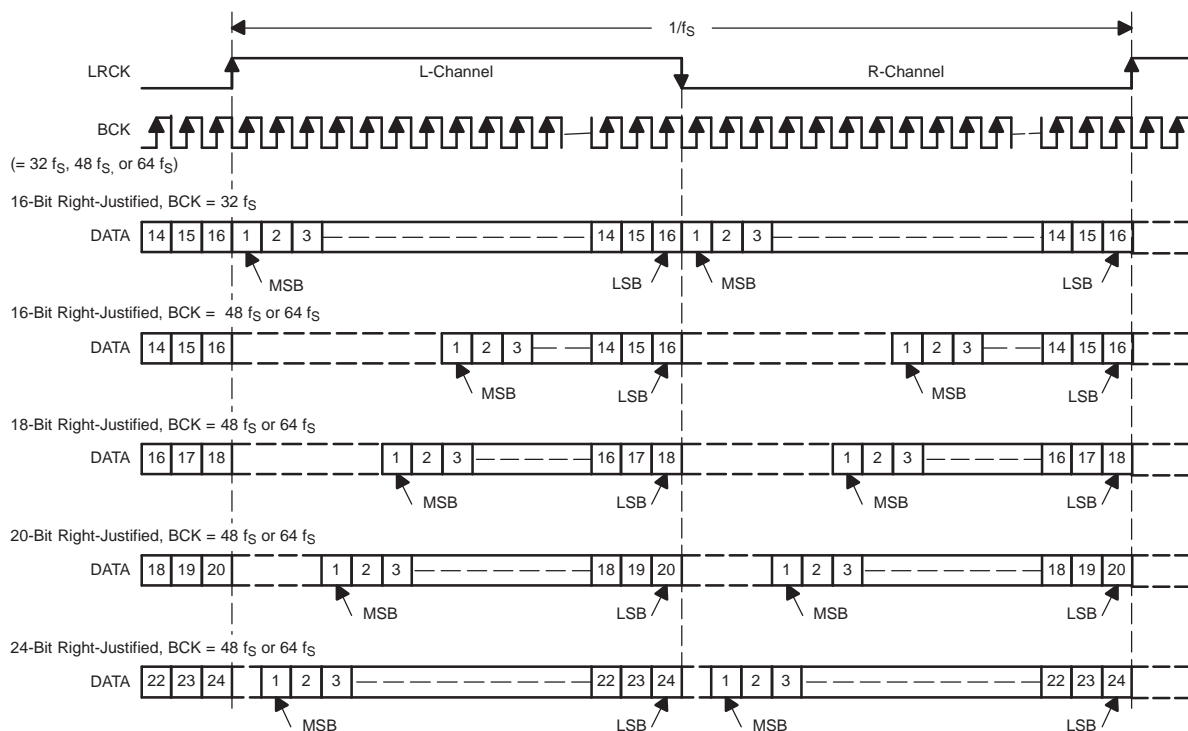 1/fS
LRCK
L-Channel
R-Channel
BCK
(= 32 fS, 48 fS, or 64 fS)
16-Bit Right-Justified, BCK = 32 fS
DATA 14 15 16 1 2 3 14 15 16 1 2 3 14 15 16
MSB LSB MSB LSB
16-Bit Right-Justified, BCK = 48 fS or 64 fS
DATA 14 15 16 1 2 3 14 15 16 1 2 3 14 15 16
MSB LSB MSB LSB
18-Bit Right-Justified, BCK = 48 fS or 64 fS
DATA 16 17 18 1 2 3 16 17 18 1 2 3 16 17 18
MSB LSB MSB LSB
20-Bit Right-Justified, BCK = 48 fS or 64 fS
DATA 18 19 20 1 2 3 18 19 20 1 2 3 18 19 20
MSB LSB MSB LSB
24-Bit Right-Justified, BCK = 48 fS or 64 fS
DATA 22 23 24 1 2 3 22 23 24 1 2 3 22 23 24
MSB LSB MSB LSB